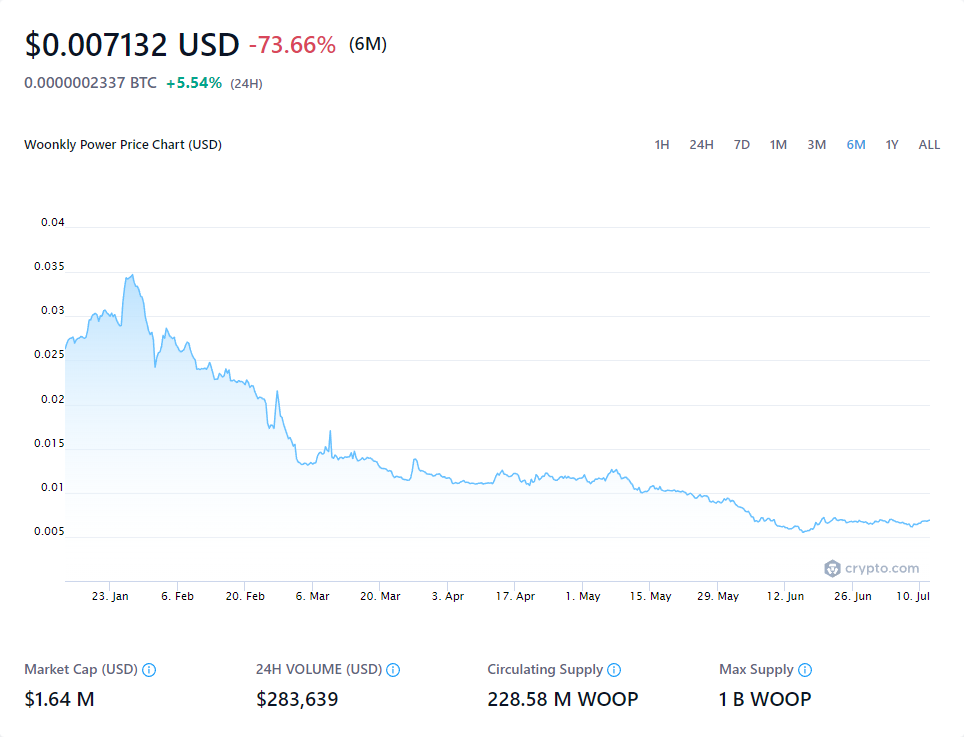 $0.007132 USD -73.66% (6M)
0.0000002337 BTC +5.54% (24H)
Woonkly Power Price Chart (USD) 1H 24H 7D 1M 3M 6M 1Y ALL
0.04
0.035
0.03
0.025
0.02
0.015
0.01
0.005
crypto.com
23. Jan 6. Feb 20. Feb 6. Mar 20. Mar 3. Apr 17. Apr 1. May 15. May 29. May 12. Jun 26. Jun 10. Jul
Market Cap (USD) 24H VOLUME (USD) Circulating Supply Max Supply
$1.64 M $283,639 228.58 M WOOP 1 B WOOP